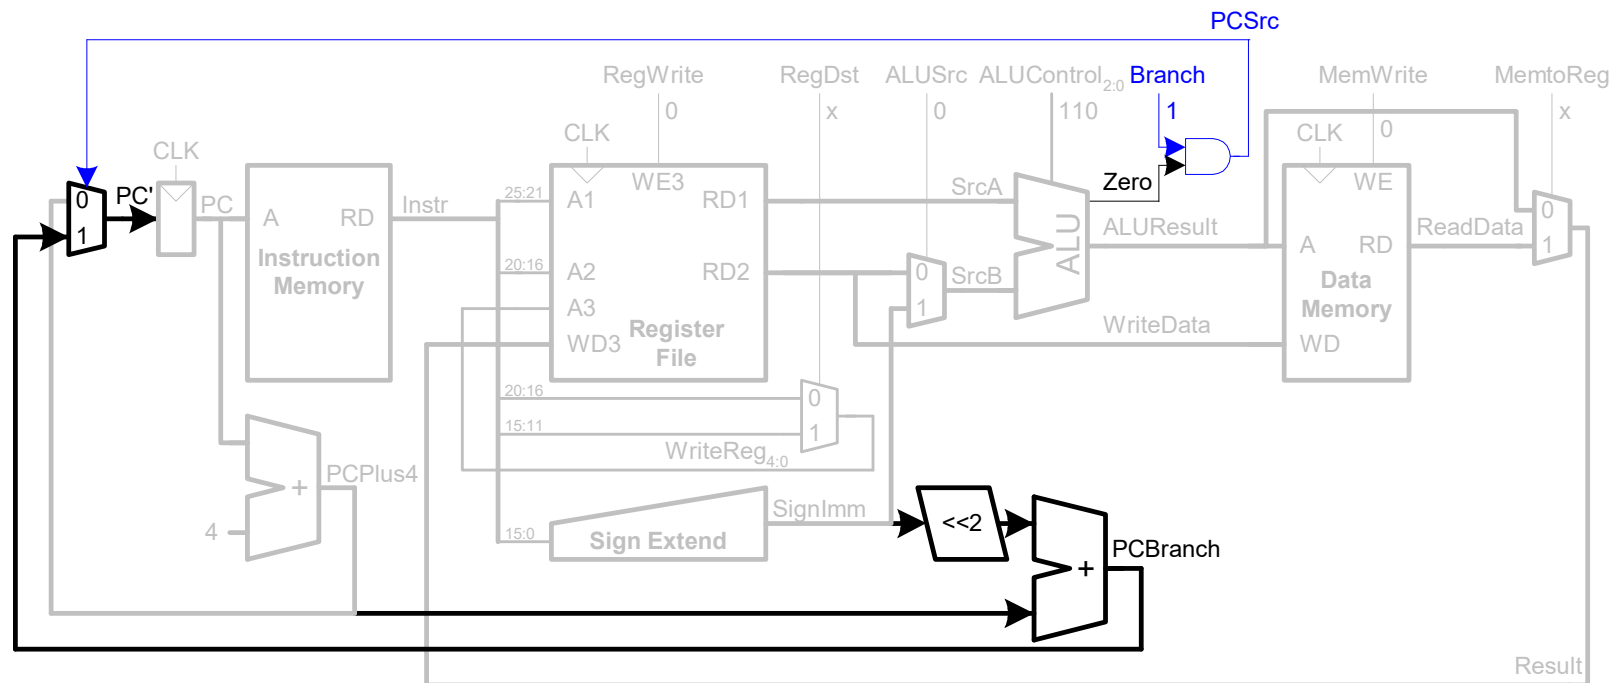 PCSrc
RegWrite RegDst ALUSrc ALUControl2:0 Branch MemWrite MemtoReg
0 x 0 110 1 0 x
CLK CLK CLK
0 PC' PC A RD Instr 25:21 A1 WE3 RD1 SrcA Zero WE
1
Instruction
Memory
ALU ALUResult A RD ReadData 0
1
20:16 A2 RD2 0 SrcB
1
Data
Memory
A3
Register
File
WD3 WriteData WD
20:16 0
15:11 1
WriteReg4:0
PCPlus4
+
4
SignImm
15:0 Sign Extend <<2
PCBranch
+
Result